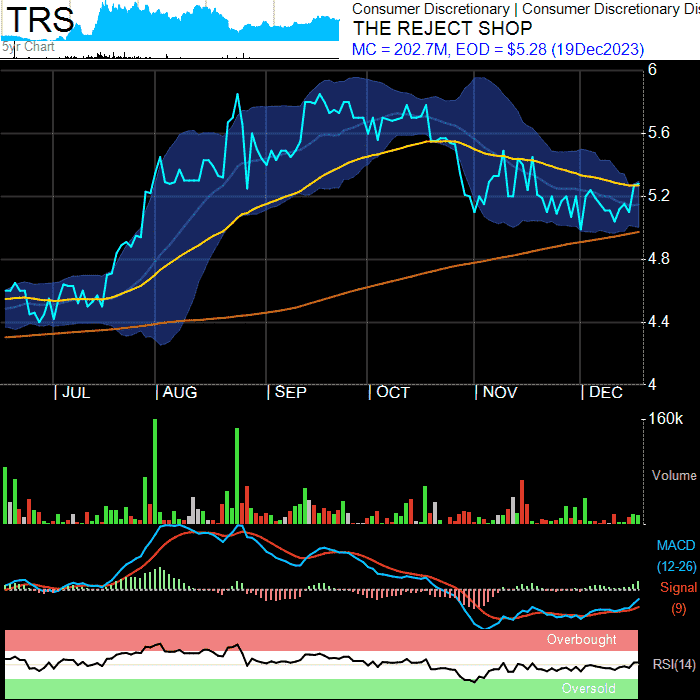 TRS
5yr Chart
Consumer Discretionary | Consumer Discretionary Dis
THE REJECT SHOP
MC = 202.7M, EOD = $5.28 (19Dec2023)
6
5.6
5.2
4.8
4.4
4
JUL AUG SEP OCT NOV DEC
160k
Volume
MACD
(12-26)
Signal
(9)
Overbought
RSI(14)
Oversold